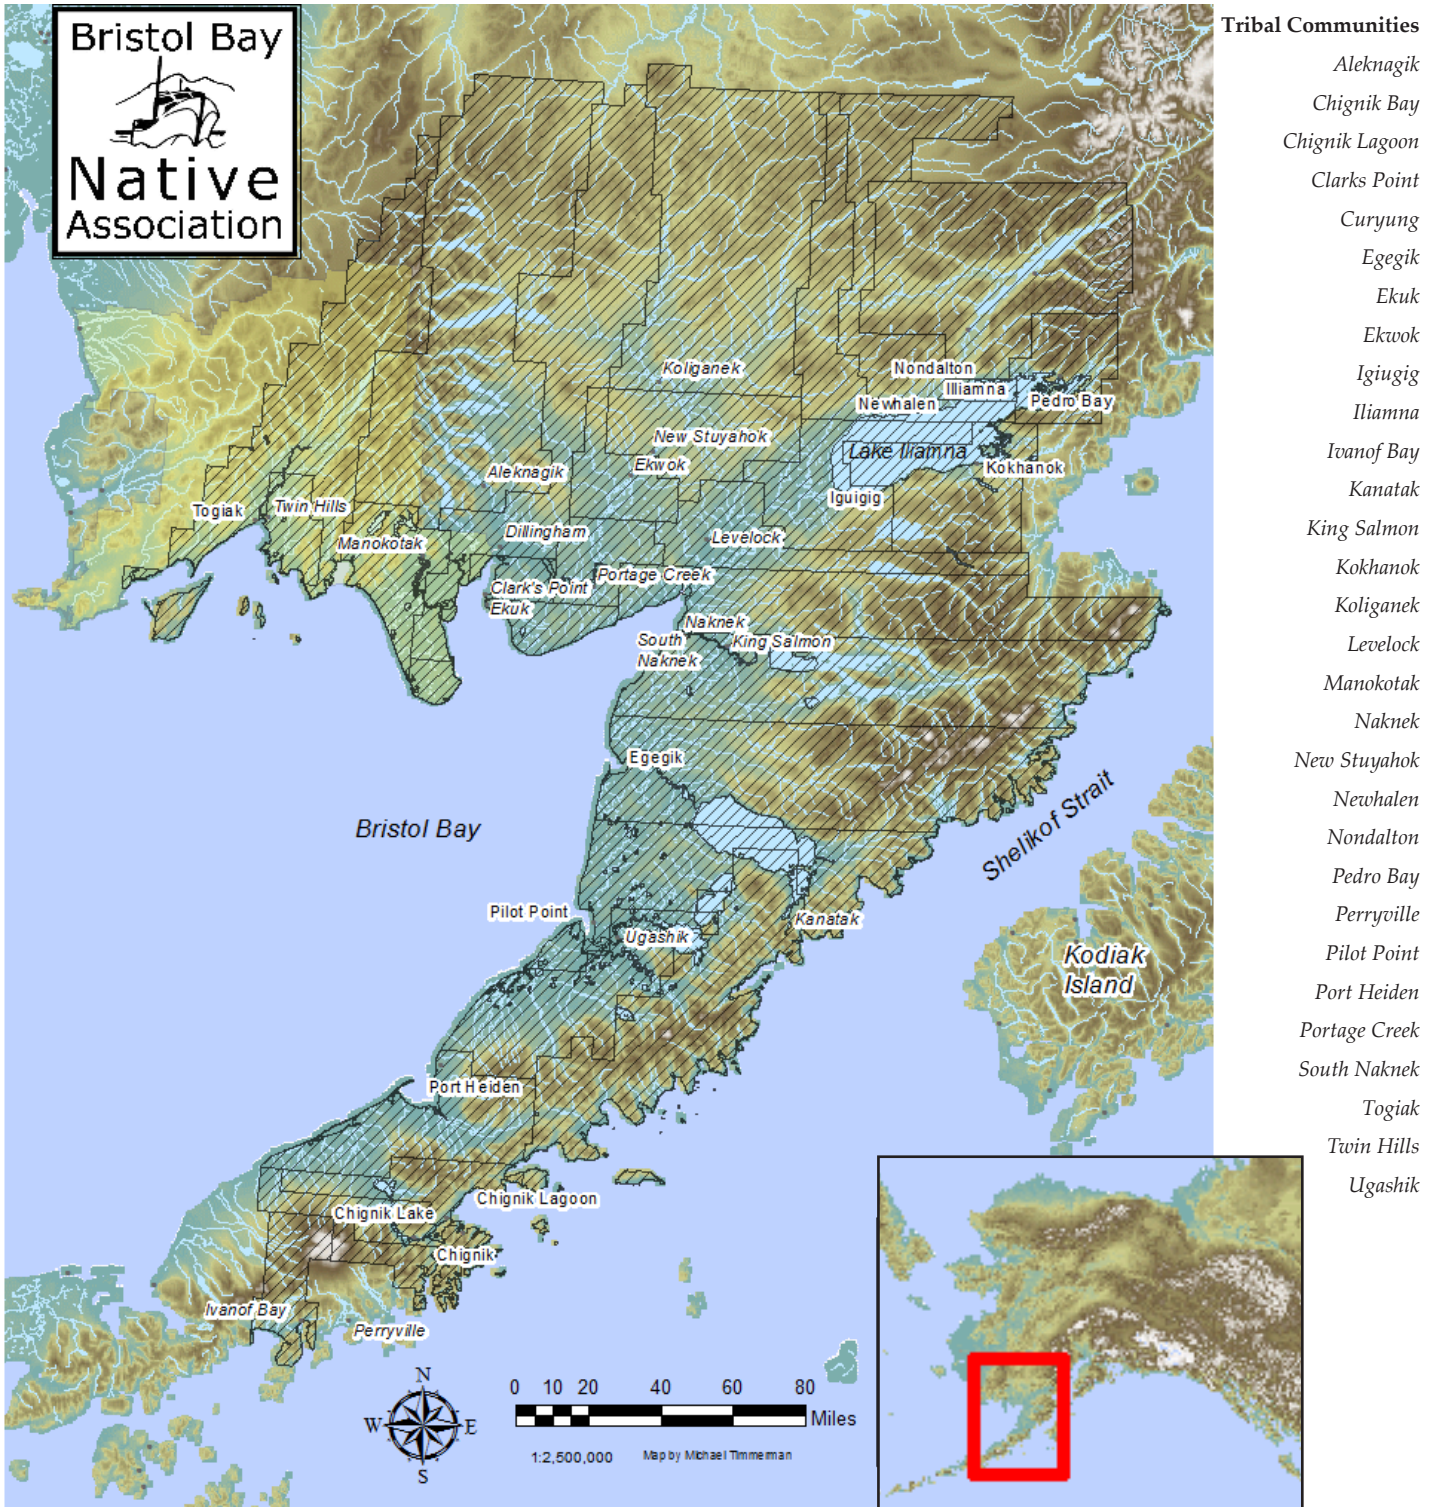 Bristol Bay
Native
Association
Tribal Communities
Aleknagik
Chignik Bay
Chignik Lagoon
Clarks Point
Curyung
Egegik
Ekuk
Ekwok
Igiugig
Iliamna
Ivanof Bay
Kanatak
King Salmon
Kokhanok
Koliganek
Levelock
Manokotak
Naknek
New Stuyahok
Newhalen
Nondalton
Pedro Bay
Perryville
Pilot Point
Port Heiden
Portage Creek
South Naknek
Togiak
Twin Hills
Ugashik
Koliganek
Nondalton
Illiamna
Newhalen
Pedro Bay
New Stuyahok
Lake Iliamna
Ekwok
Kokhanok
Aleknagik
Iguigig
Twin Hills
Togiak
Dillingham
Levelock
Manokotak
Portage Creek
Clark's Point
Ekuk
Naknek
South
Naknek
King Salmon
Egegik
Bristol Bay
Shelikof Strait
Pilot Point
Kanatak
Ugashik
Kodiak
Island
Port Heiden
Chignik Lagoon
Chignik Lake
Chignik
Ivanof Bay
Perryville
N
W
E
S
0 10 20 40 60 80
Miles
1:2,500,000
Map by Michael Timmerman